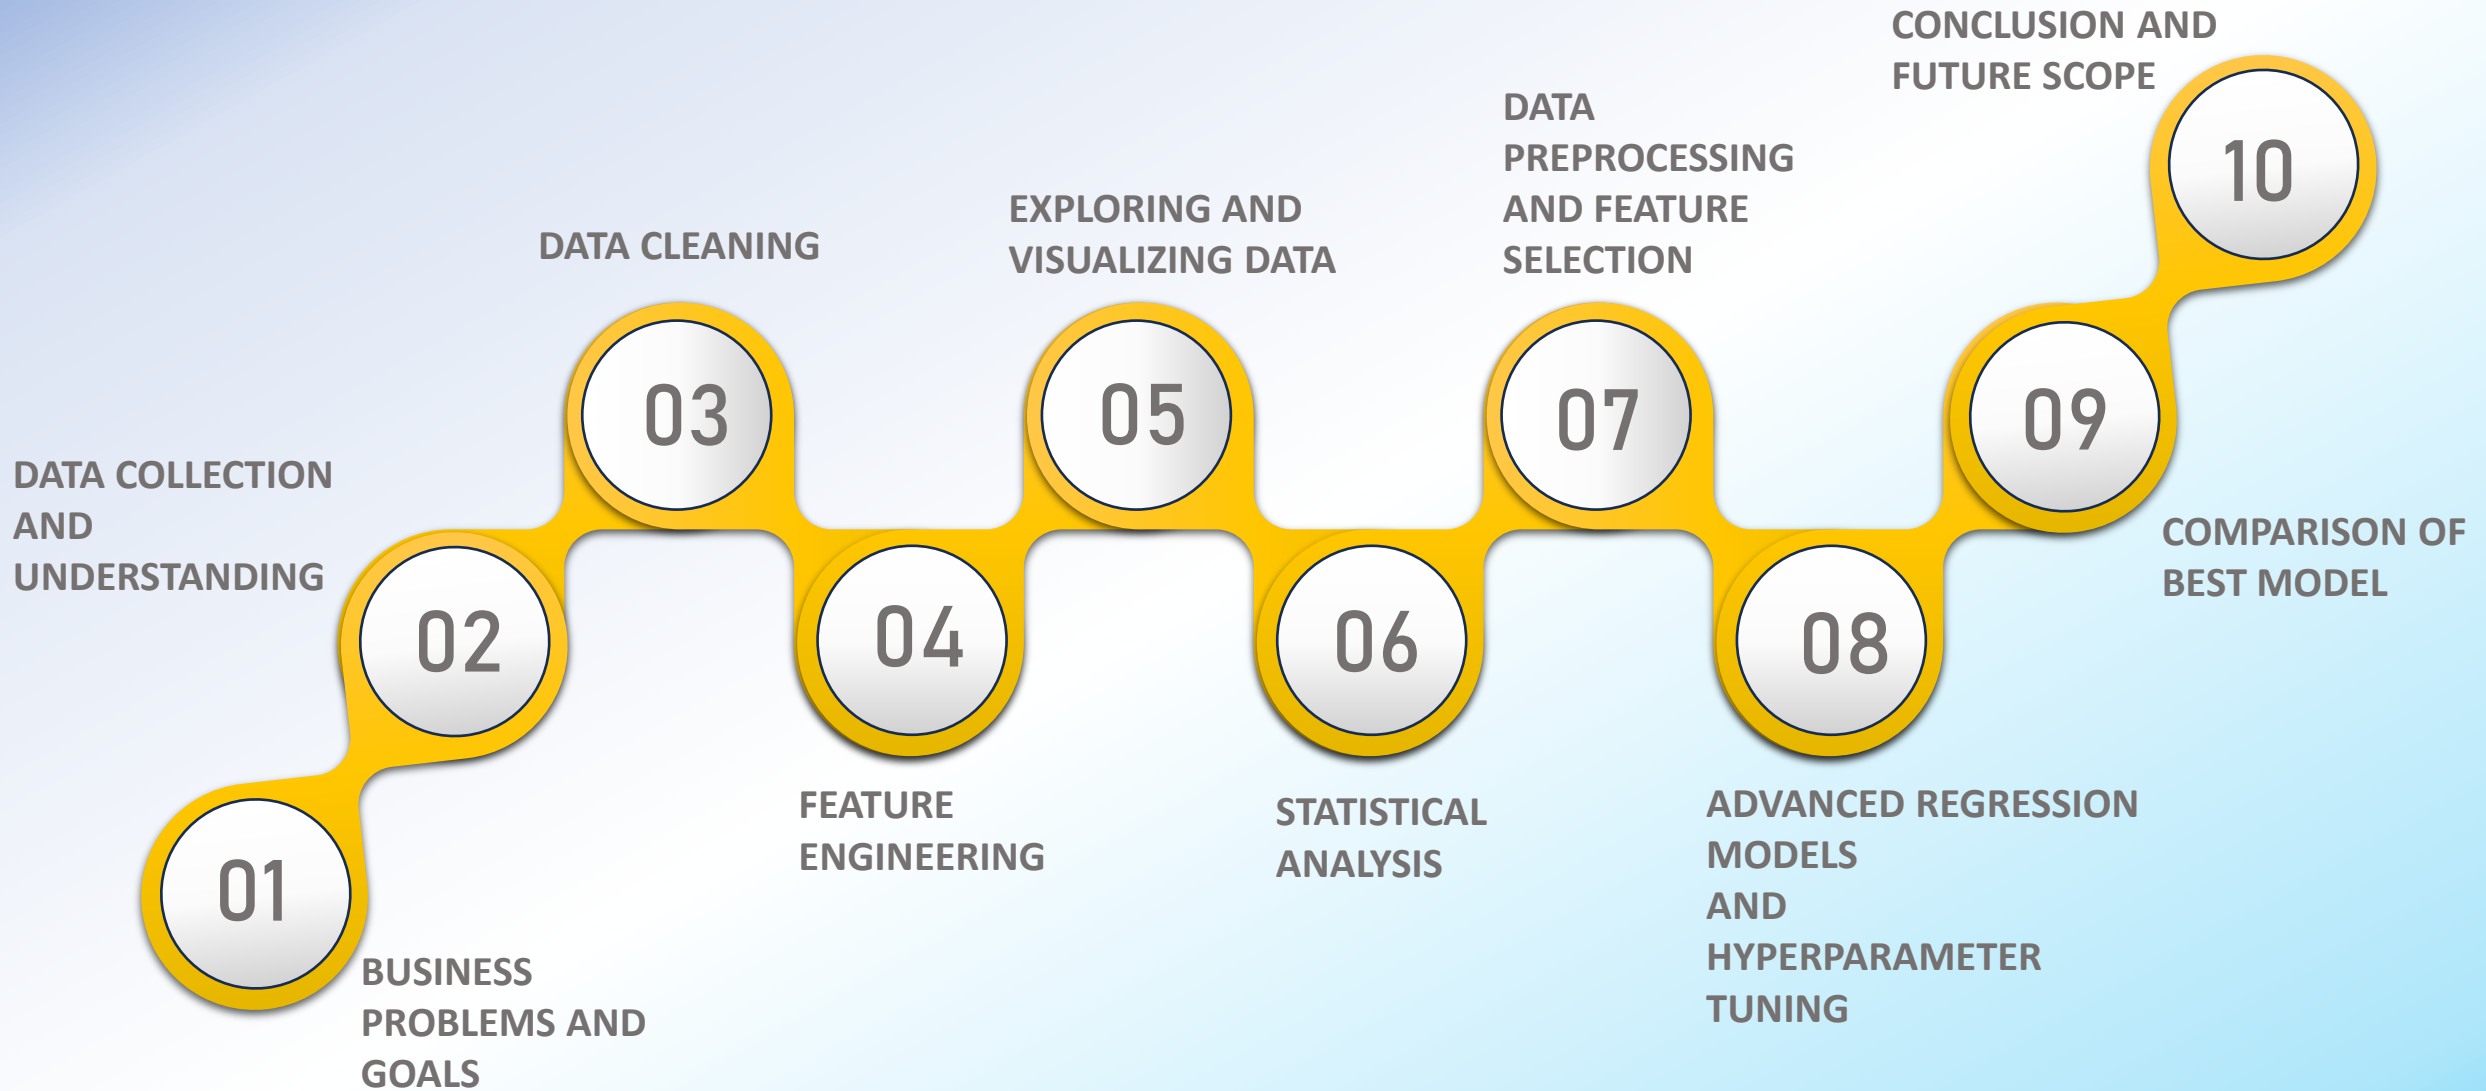 01
BUSINESS
PROBLEMS AND
GOALS
02
DATA COLLECTION
AND
UNDERSTANDING
03
DATA CLEANING
04
FEATURE
ENGINEERING
05
EXPLORING AND
VISUALIZING DATA
06
STATISTICAL
ANALYSIS
07
DATA
PREPROCESSING
AND FEATURE
SELECTION
08
ADVANCED REGRESSION
MODELS
AND
HYPERPARAMETER
TUNING
09
COMPARISON OF
BEST MODEL
10
CONCLUSION AND
FUTURE SCOPE